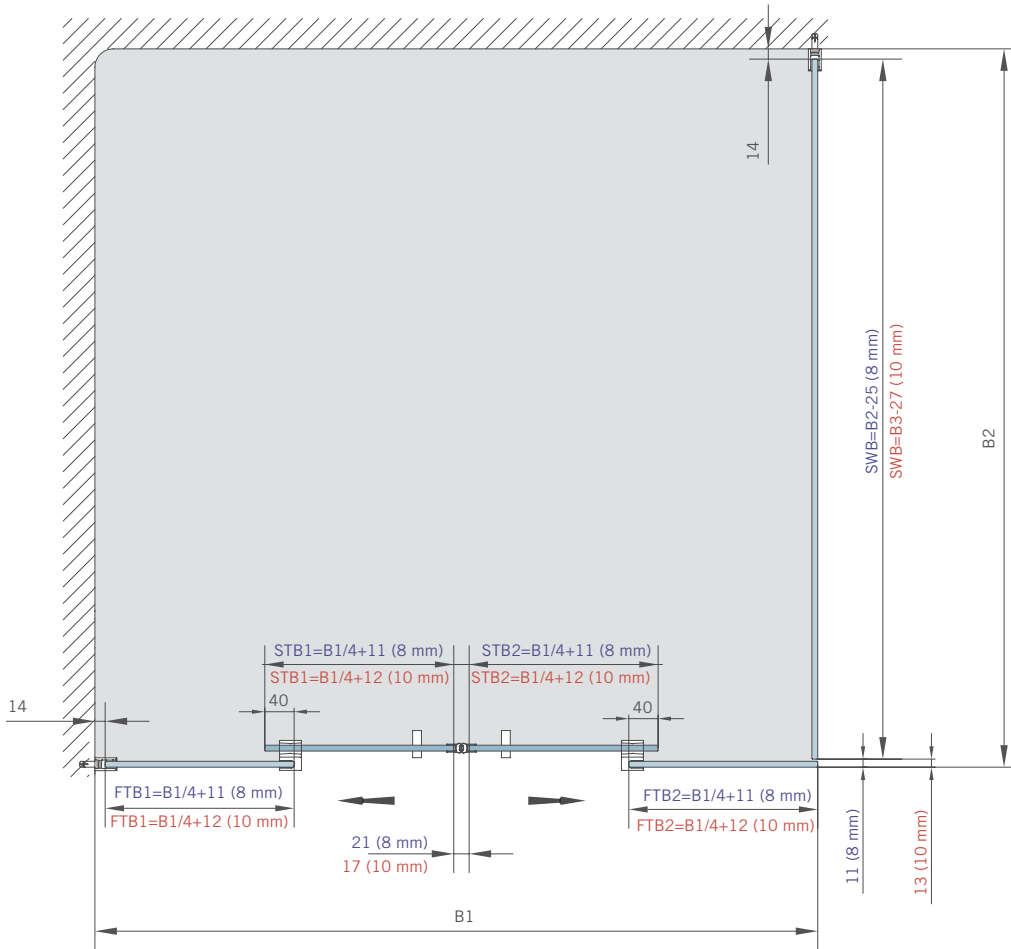 14
SWB=B2-25 (8 mm)
SWB=B3-27 (10 mm)
B2
STB1=B1/4+11 (8 mm)
STB2=B1/4+11 (8 mm)
STB1=B1/4+12 (10 mm)
STB2=B1/4+12 (10 mm)
40
40
14
FTB1=B1/4+11 (8 mm)
FTB2=B1/4+11 (8 mm)
FTB1=B1/4+12 (10 mm)
FTB2=B1/4+12 (10 mm)
21 (8 mm)
17 (10 mm)
11 (8 mm)
13 (10 mm)
B1